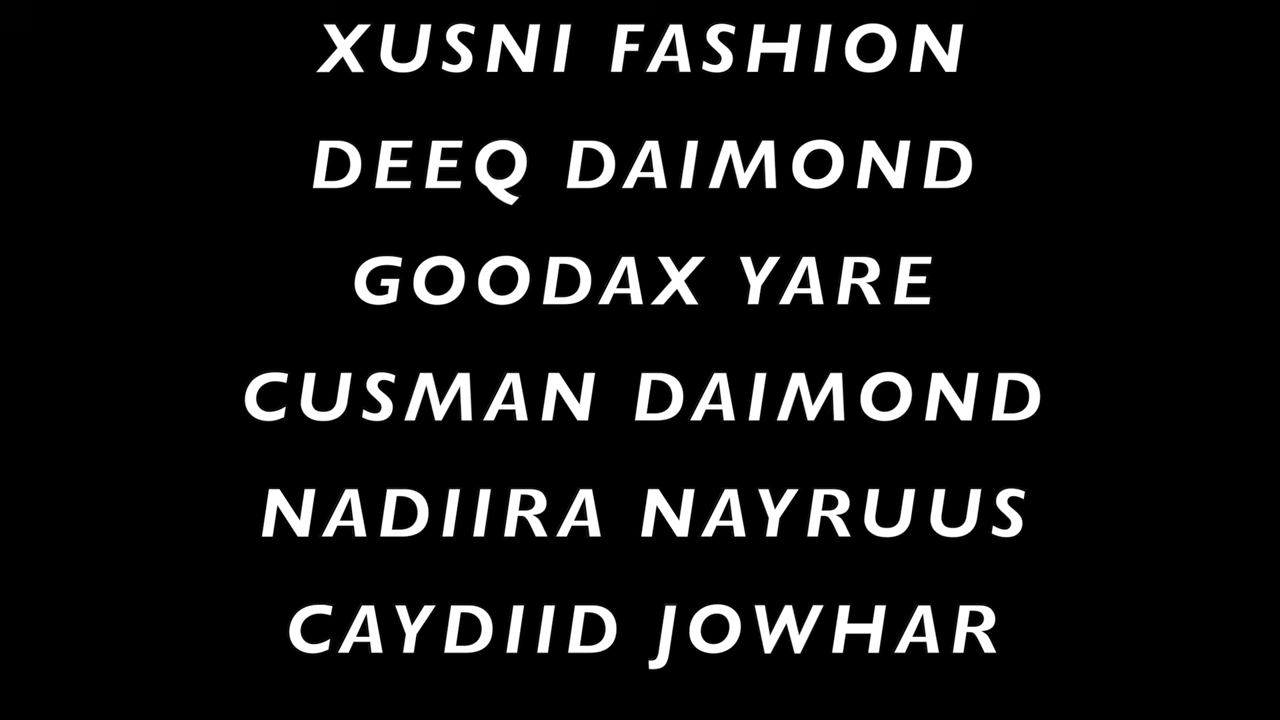 XUSNI FASHION
DEEQ DAIMOND
GOODAX YARE
CUSMAN DAIMOND
NADIIRA NAYRUUS
CAYDIID JOWHAR